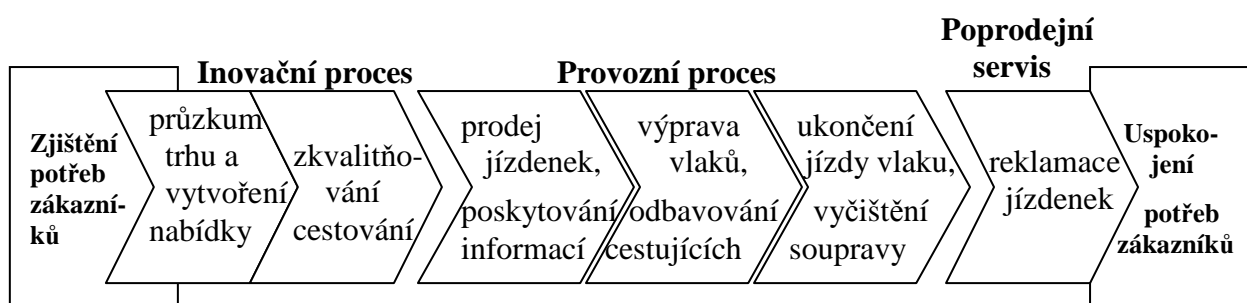 Poprodejní
servis
Inovační proces
Provozní proces
Zjištění
potřeb
zákazní-
ků
průzkum
trhu a
vytvoření
nabídky
zkvalitňo-
vání
cestování
prodej
jízdenek,
poskytování
informací
výprava
vlaků,
odbavování
cestujících
ukončení
jízdy vlaku,
vyčištění
soupravy
reklamace
jízdenek
Uspoko-
jení
potřeb
zákazníků